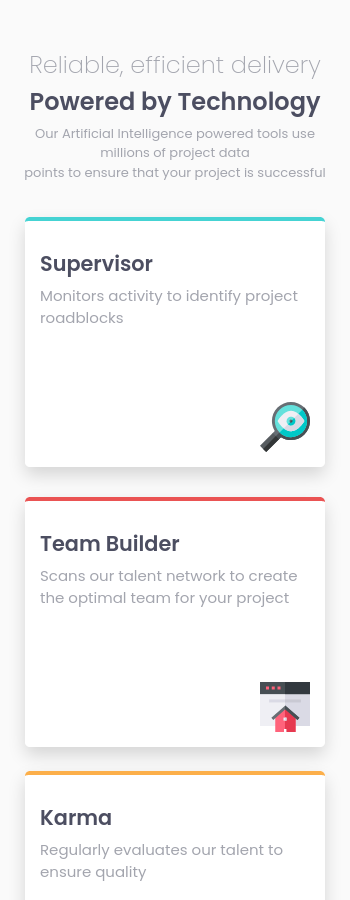 Reliable, efficient delivery
Powered by Technology
Our Artificial Intelligence powered tools use
millions of project data
points to ensure that your project is successful
Supervisor
Monitors activity to identify project
roadblocks
Team Builder
Scans our talent network to create
the optimal team for your project
Karma
Regularly evaluates our talent to
ensure quality